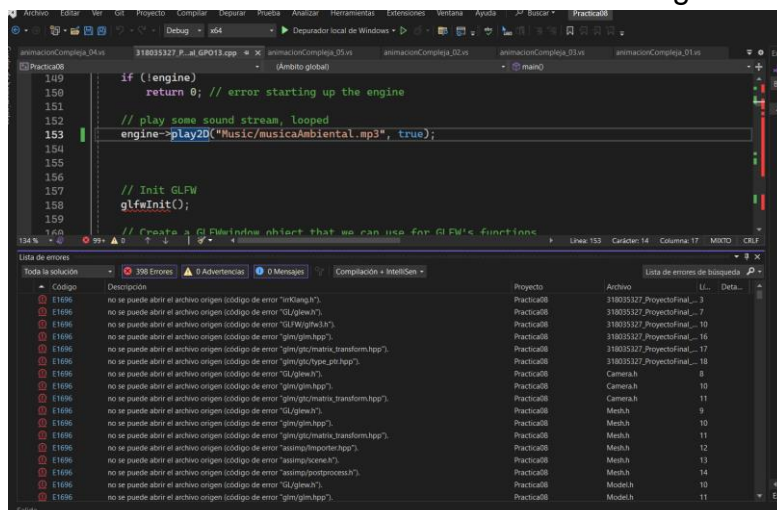 Archivo Editar Ver Git Proyecto Compilar Depurar Prueba Analizar Herramientas Extensiones Ventana Ayuda Buscar Practica08
Debug x64 Depurador local de Windows
animacionCompleja_04.vs 318035327_P...al_GPO13.cpp animacionCompleja_05.vs animacionCompleja_02.vs animacionCompleja_03.vs animacionCompleja_01.vs
Practica08 (Ámbito global) main()
149 if (!engine)
150 return 0; // error starting up the engine
151
152 // play some sound stream, looped
153 engine->play2D("Music/musicaAmbiental.mp3", true);
154
155
156
157 // Init GLFW
158 glfwInit();
159
160 // Create a GLFWwindow object that we can use for GLFW's functions
134 % 99+ 0 Línea: 153 Carácter: 14 Columna: 17 MIXTO CRLF
Lista de errores
Toda la solución 398 Errores 0 Advertencias 0 Mensajes Compilación + IntelliSen Lista de errores de búsqueda
Código Descripción Proyecto Archivo Lí... Deta...
E1696 no se puede abrir el archivo origen (código de error "irrKlang.h"). Practica08 318035327_ProyectoFinal_... 3
E1696 no se puede abrir el archivo origen (código de error "GL/glew.h"). Practica08 318035327_ProyectoFinal_... 7
E1696 no se puede abrir el archivo origen (código de error "GLFW/glfw3.h"). Practica08 318035327_ProyectoFinal_... 10
E1696 no se puede abrir el archivo origen (código de error "glm/glm.hpp"). Practica08 318035327_ProyectoFinal_... 16
E1696 no se puede abrir el archivo origen (código de error "glm/gtc/matrix_transform.hpp"). Practica08 318035327_ProyectoFinal_... 17
E1696 no se puede abrir el archivo origen (código de error "glm/gtc/type_ptr.hpp"). Practica08 318035327_ProyectoFinal_... 18
E1696 no se puede abrir el archivo origen (código de error "GL/glew.h"). Practica08 Camera.h 8
E1696 no se puede abrir el archivo origen (código de error "glm/glm.hpp"). Practica08 Camera.h 10
E1696 no se puede abrir el archivo origen (código de error "glm/gtc/matrix_transform.hpp"). Practica08 Camera.h 11
E1696 no se puede abrir el archivo origen (código de error "GL/glew.h"). Practica08 Mesh.h 9
E1696 no se puede abrir el archivo origen (código de error "glm/glm.hpp"). Practica08 Mesh.h 10
E1696 no se puede abrir el archivo origen (código de error "glm/gtc/matrix_transform.hpp"). Practica08 Mesh.h 11
E1696 no se puede abrir el archivo origen (código de error "assimp/Importer.hpp"). Practica08 Mesh.h 12
E1696 no se puede abrir el archivo origen (código de error "assimp/scene.h"). Practica08 Mesh.h 13
E1696 no se puede abrir el archivo origen (código de error "assimp/postprocess.h"). Practica08 Mesh.h 14
E1696 no se puede abrir el archivo origen (código de error "GL/glew.h"). Practica08 Model.h 10
E1696 no se puede abrir el archivo origen (código de error "glm/glm.hpp"). Practica08 Model.h 11